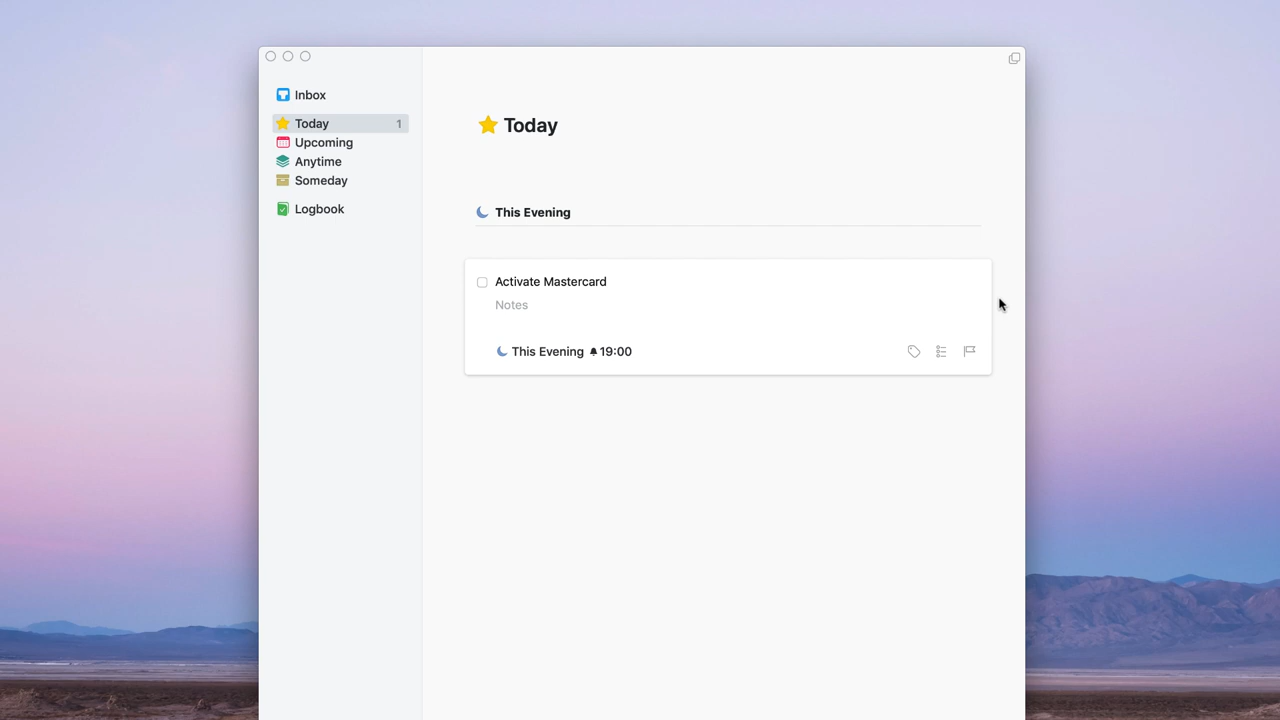 Inbox
Today 1
Upcoming
Anytime
Someday
Logbook
Today
This Evening
Activate Mastercard
Notes
This Evening 19:00